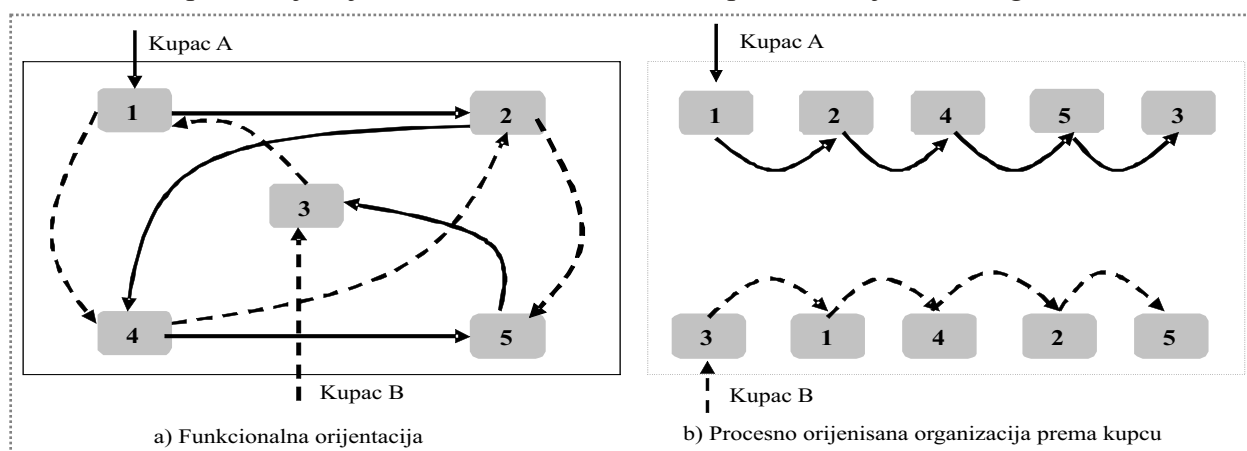 Kupac A
1
2
3
4
5
Kupac B
a) Funkcionalna orijentacija
Kupac A
1 2 4 5 3
3 1 4 2 5
Kupac B
b) Procesno orijenisana organizacija prema kupcu